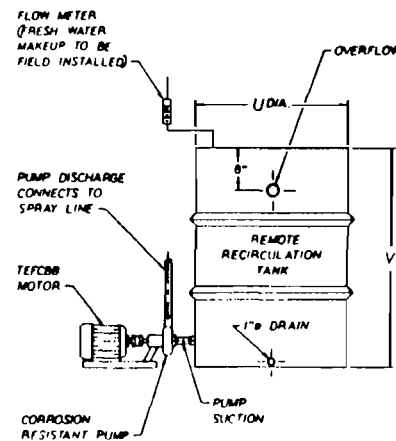 FLOW METER
(FRESH WATER
MAKEUP TO BE
FIELD INSTALLED)
OVERFLOW
U DIA.
6"
PUMP DISCHARGE
CONNECTS TO
SPRAY LINE
REMOTE
RECIRCULATION
TANK
V
TEFCBB
MOTOR
1"ø DRAIN
PUMP
SUCTION
CORROSION
RESISTANT PUMP